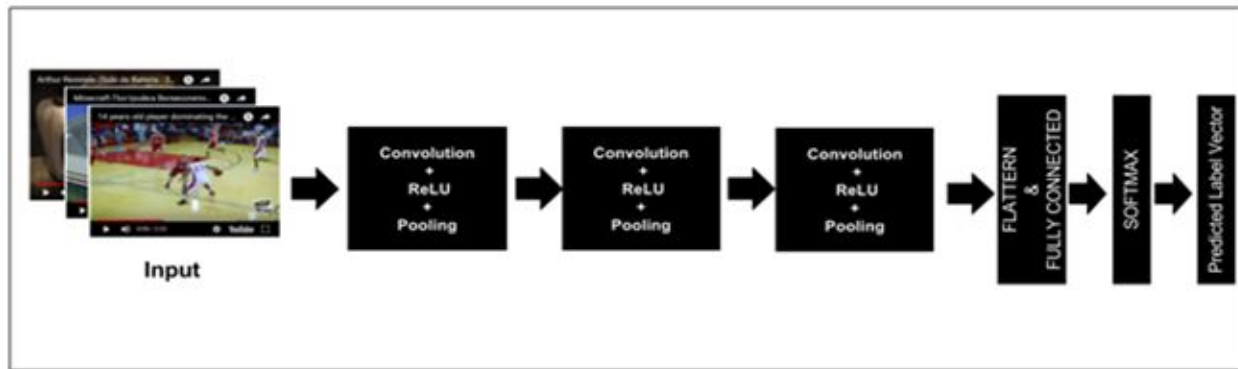 14 years old player dominating the ...
YouTube
Input
Convolution
+
ReLU
+
Pooling
Convolution
+
ReLU
+
Pooling
Convolution
+
ReLU
+
Pooling
FLATTERN
&
FULLY CONNECTED
SOFTMAX
Predicted Label Vector